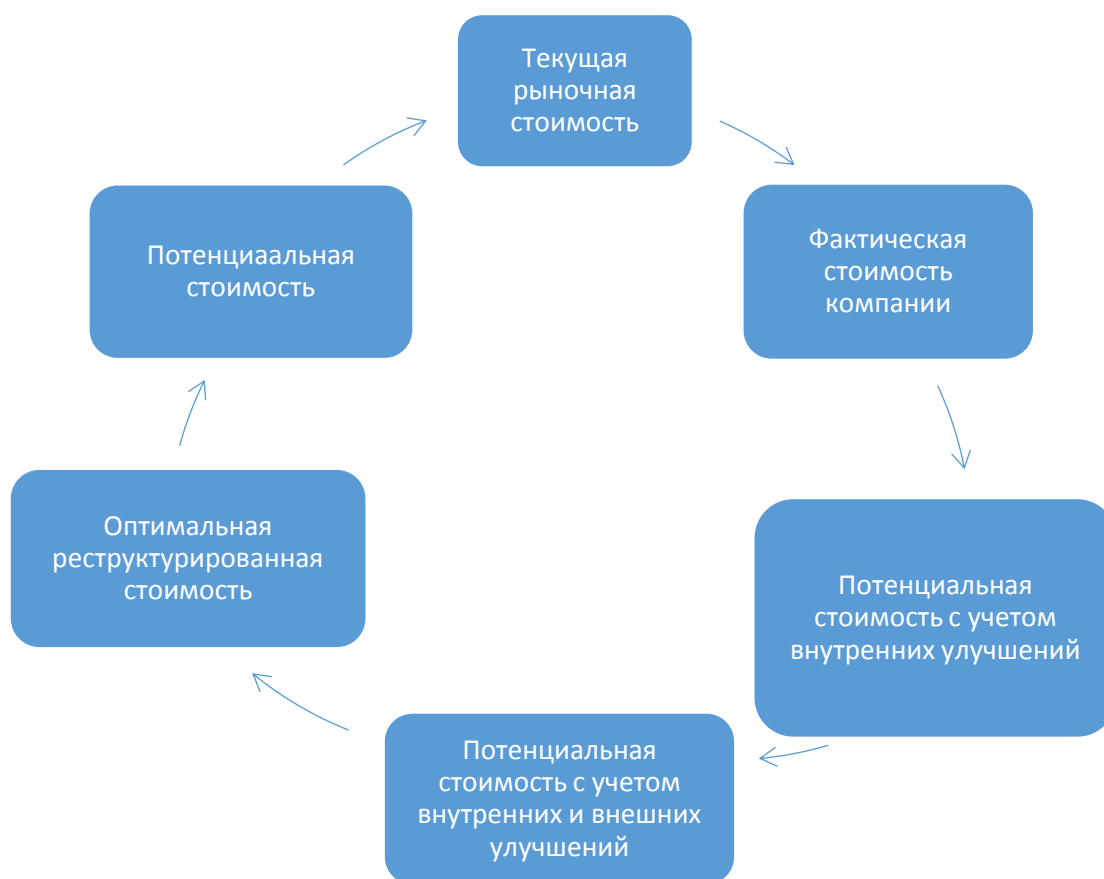 Текущая
рыночная
стоимость
Фактическая
стоимость
компании
Потенциальная
стоимость с учетом
внутренних улучшений
Потенциальная
стоимость с учетом
внутренних и внешних
улучшений
Оптимальная
реструктурированная
стоимость
Потенциаальная
стоимость